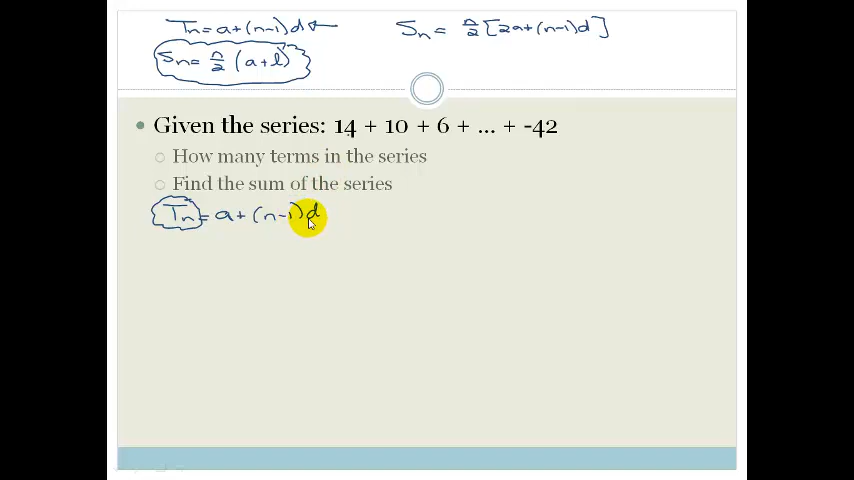 Tn = a+(n-1)d
Sn = n/2 [2a+(n-1)d]
Sn = n/2 (a+l)
Given the series: 14 + 10 + 6 + ... + -42
How many terms in the series
Find the sum of the series
Tn = a+(n-1)d